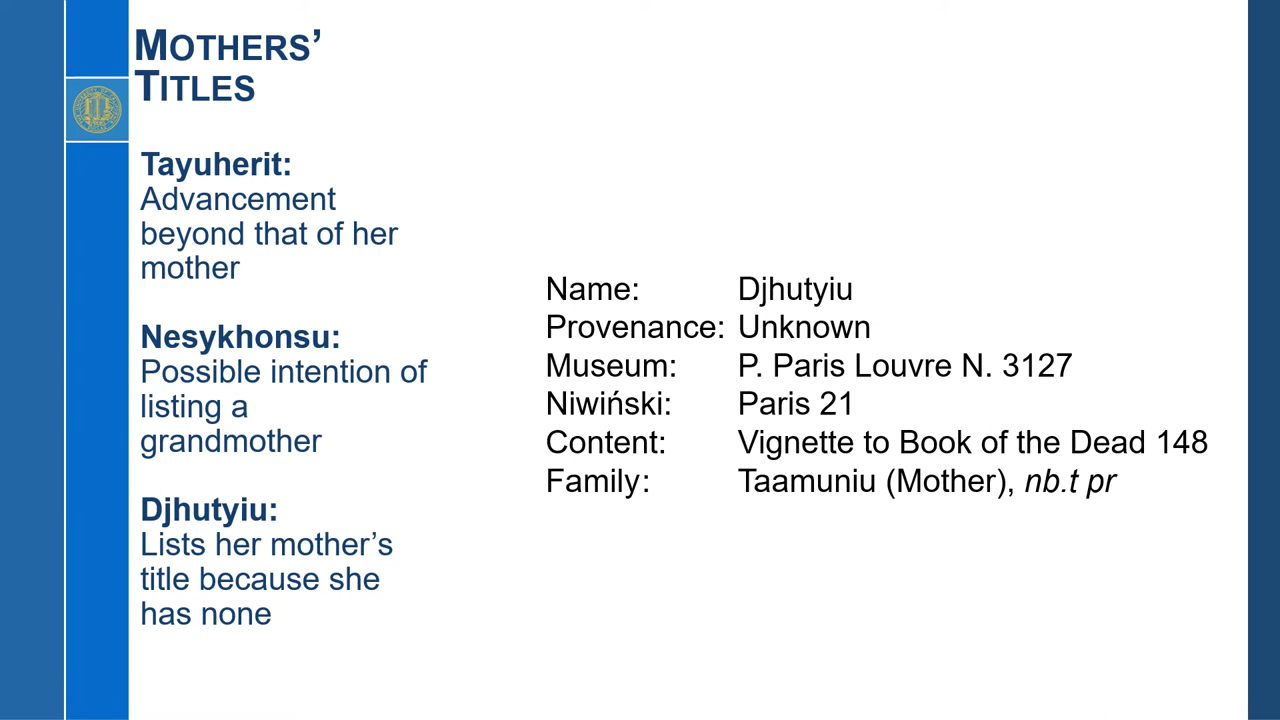 MOTHERS’
TITLES
Tayuherit:
Advancement
beyond that of her
mother
Nesykhonsu:
Possible intention of
listing a
grandmother
Djhutyiu:
Lists her mother’s
title because she
has none
Name: Djhutyiu
Provenance: Unknown
Museum: P. Paris Louvre N. 3127
Niwiński: Paris 21
Content: Vignette to Book of the Dead 148
Family: Taamuniu (Mother), nb.t pr